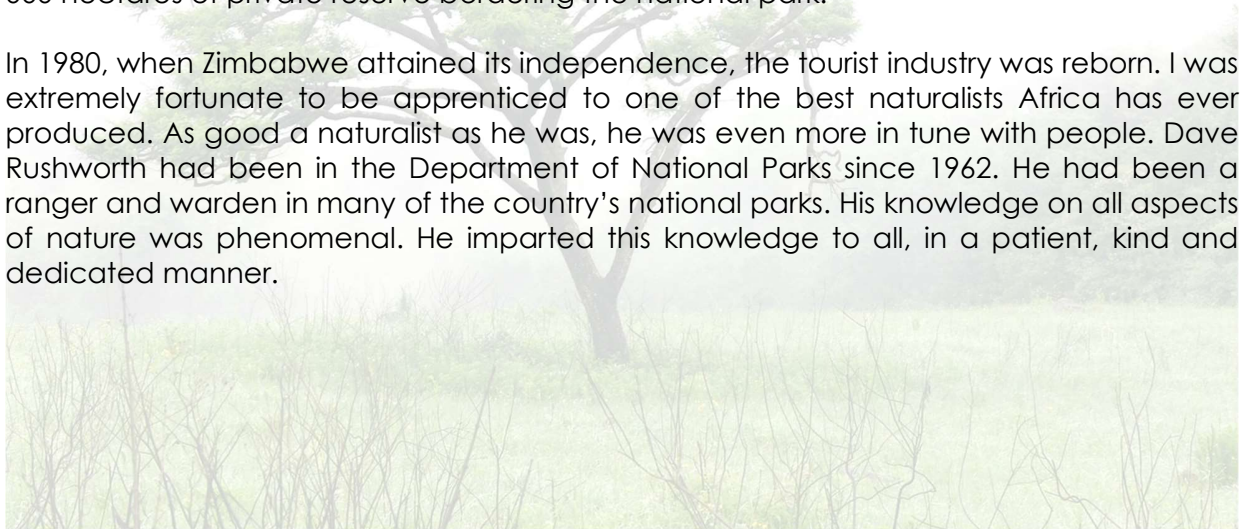 hectares of private reserve bordering the national park.
In 1980, when Zimbabwe attained its independence, the tourist industry was reborn. I was
extremely fortunate to be apprenticed to one of the best naturalists Africa has ever
produced. As good a naturalist as he was, he was even more in tune with people. Dave
Rushworth had been in the Department of National Parks since 1962. He had been a
ranger and warden in many of the country’s national parks. His knowledge on all aspects
of nature was phenomenal. He imparted this knowledge to all, in a patient, kind and
dedicated manner.